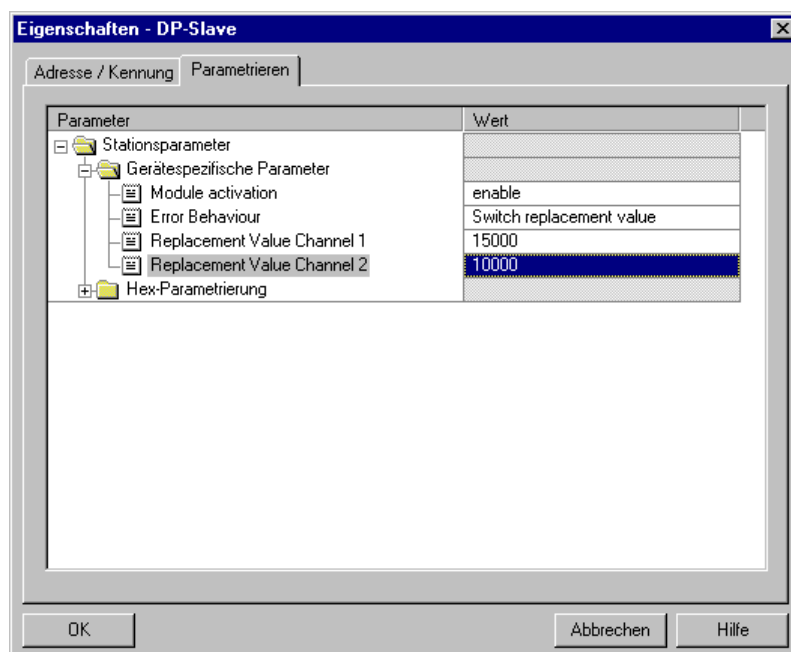 Eigenschaften - DP-Slave
Adresse / Kennung Parametrieren
Parameter Wert
Stationsparameter
Gerätespezifische Parameter
Module activation enable
Error Behaviour Switch replacement value
Replacement Value Channel 1 15000
Replacement Value Channel 2 10000
Hex-Parametrierung
OK Abbrechen Hilfe